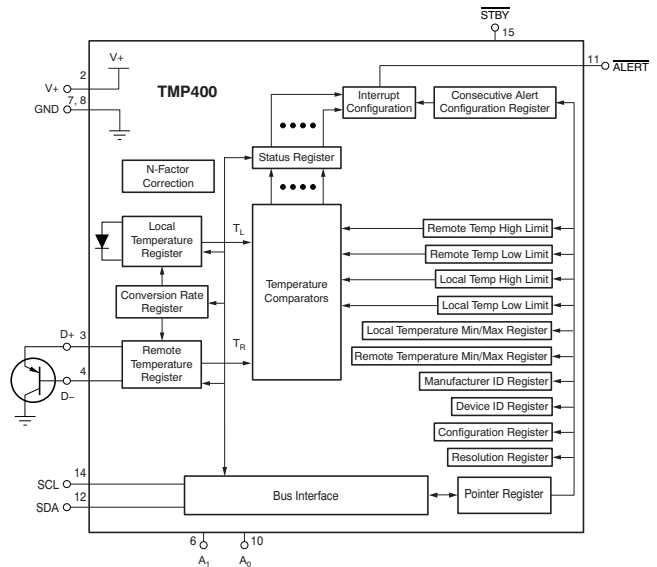 STBY
15
11
ALERT
2
V+
V+
7, 8
GND
TMP400
Interrupt
Configuration
Consecutive Alert
Configuration Register
Status Register
N-Factor
Correction
Local
Temperature
Register
TL
Temperature
Comparators
Remote Temp High Limit
Remote Temp Low Limit
Local Temp High Limit
Local Temp Low Limit
Conversion Rate
Register
Local Temperature Min/Max Register
D+
3
Remote
Temperature
Register
TR
Remote Temperature Min/Max Register
4
D−
Manufacturer ID Register
Device ID Register
Configuration Register
Resolution Register
SCL
14
SDA
12
Bus Interface
Pointer Register
6
A1
10
A0